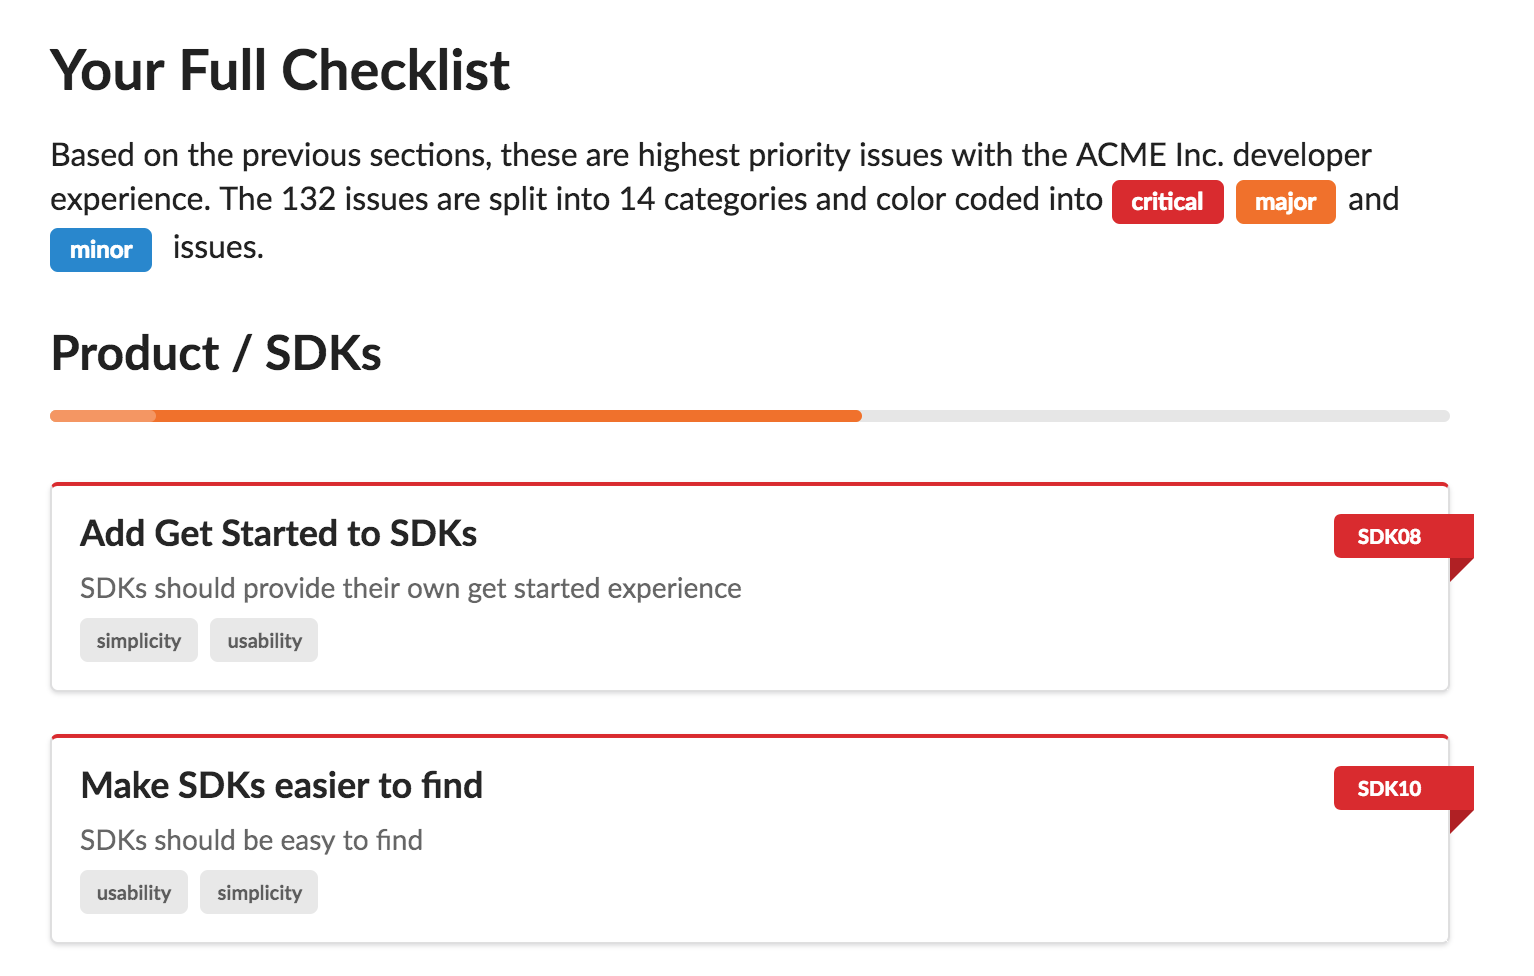 Your Full Checklist
Based on the previous sections, these are highest priority issues with the ACME Inc. developer
experience. The 132 issues are split into 14 categories and color coded into critical major and
minor issues.
Product / SDKs
Add Get Started to SDKs
SDK08
SDKs should provide their own get started experience
simplicity usability
Make SDKs easier to find
SDK10
SDKs should be easy to find
usability simplicity